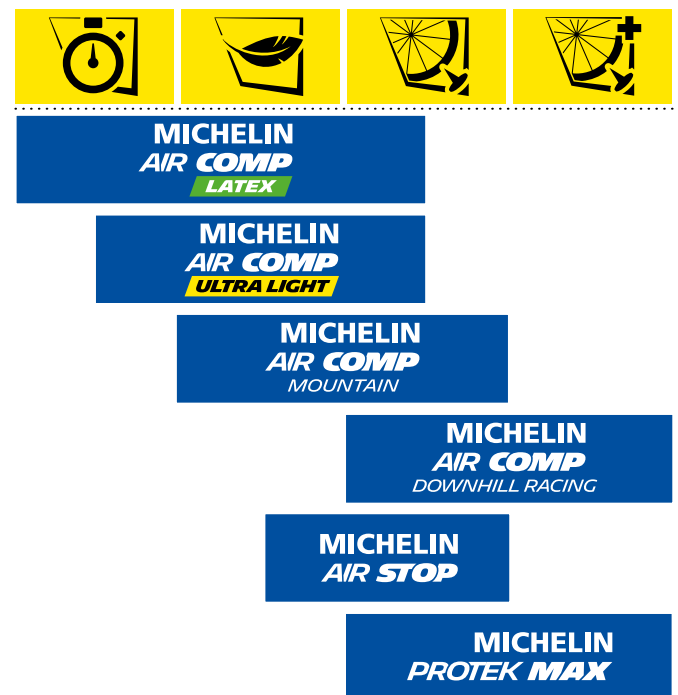 MICHELIN
AIR COMP
LATEX
MICHELIN
AIR COMP
ULTRA LIGHT
MICHELIN
AIR COMP
MOUNTAIN
MICHELIN
AIR COMP
DOWNHILL RACING
MICHELIN
AIR STOP
MICHELIN
PROTEK MAX